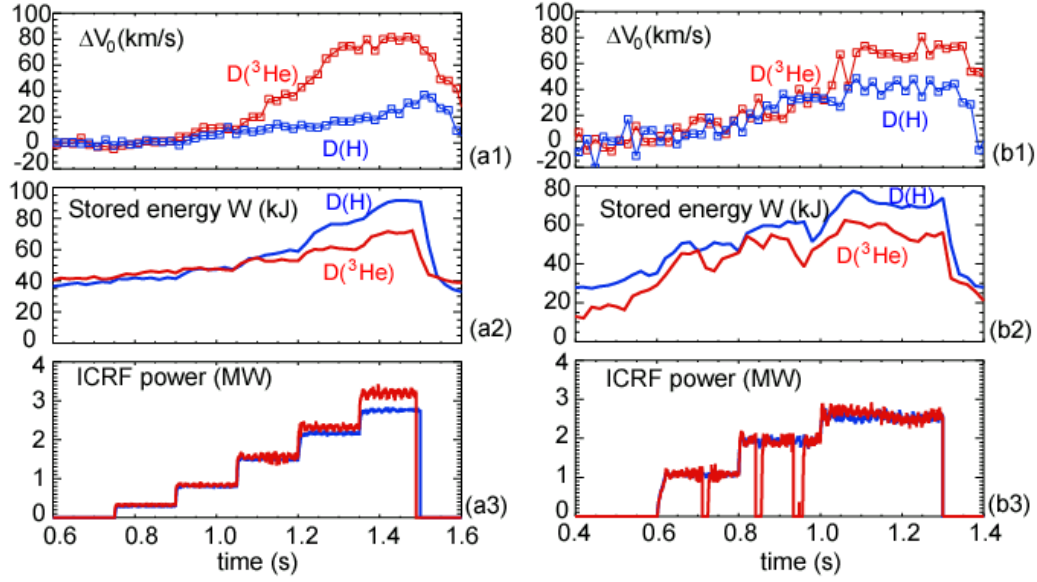 ΔV₀(km/s)
80
60
40
20
0
-20
D(³He)
D(H)
(a1)
Stored energy W (kJ)
100
80
60
40
20
0
D(H)
D(³He)
(a2)
ICRF power (MW)
4
3
2
1
0
(a3)
0.6 0.8 1.0 1.2 1.4 1.6
time (s)
ΔV₀(km/s)
100
80
60
40
20
0
-20
D(³He)
D(H)
(b1)
Stored energy W (kJ)
80
60
40
20
0
D(H)
D(³He)
(b2)
ICRF power (MW)
4
3
2
1
0
(b3)
0.4 0.6 0.8 1.0 1.2 1.4
time (s)